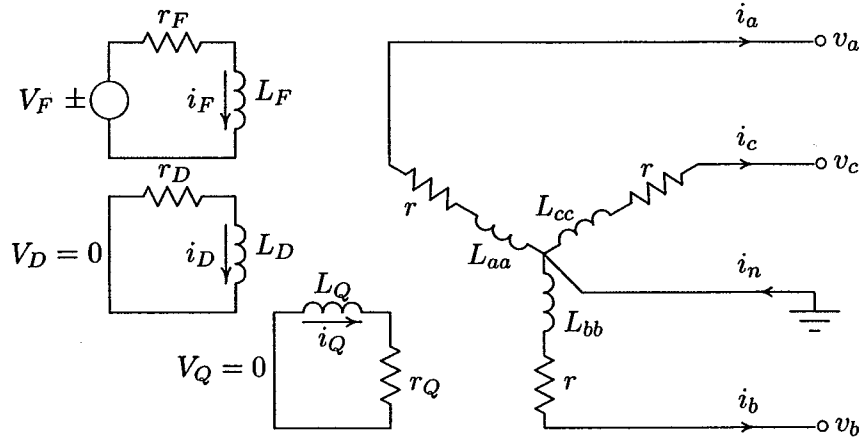 r_F
i_a
v_a
V_F ±
i_F
L_F
r_D
i_c
v_c
r
r
L_cc
V_D = 0
i_D
L_D
L_aa
i_n
L_Q
L_bb
i_Q
V_Q = 0
r_Q
r
i_b
v_b